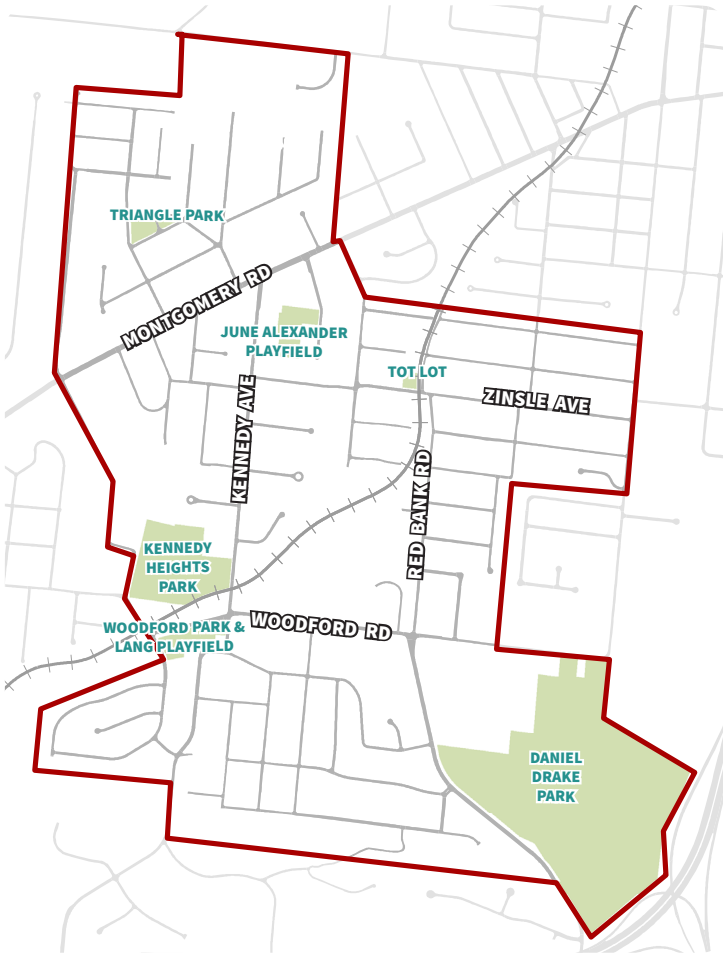 TRIANGLE PARK
MONTGOMERY RD
JUNE ALEXANDER
PLAYFIELD
TOT LOT
ZINSLE AVE
KENNEDY AVE
RED BANK RD
KENNEDY
HEIGHTS
PARK
WOODFORD PARK &
LANG PLAYFIELD
WOODFORD RD
DANIEL
DRAKE
PARK